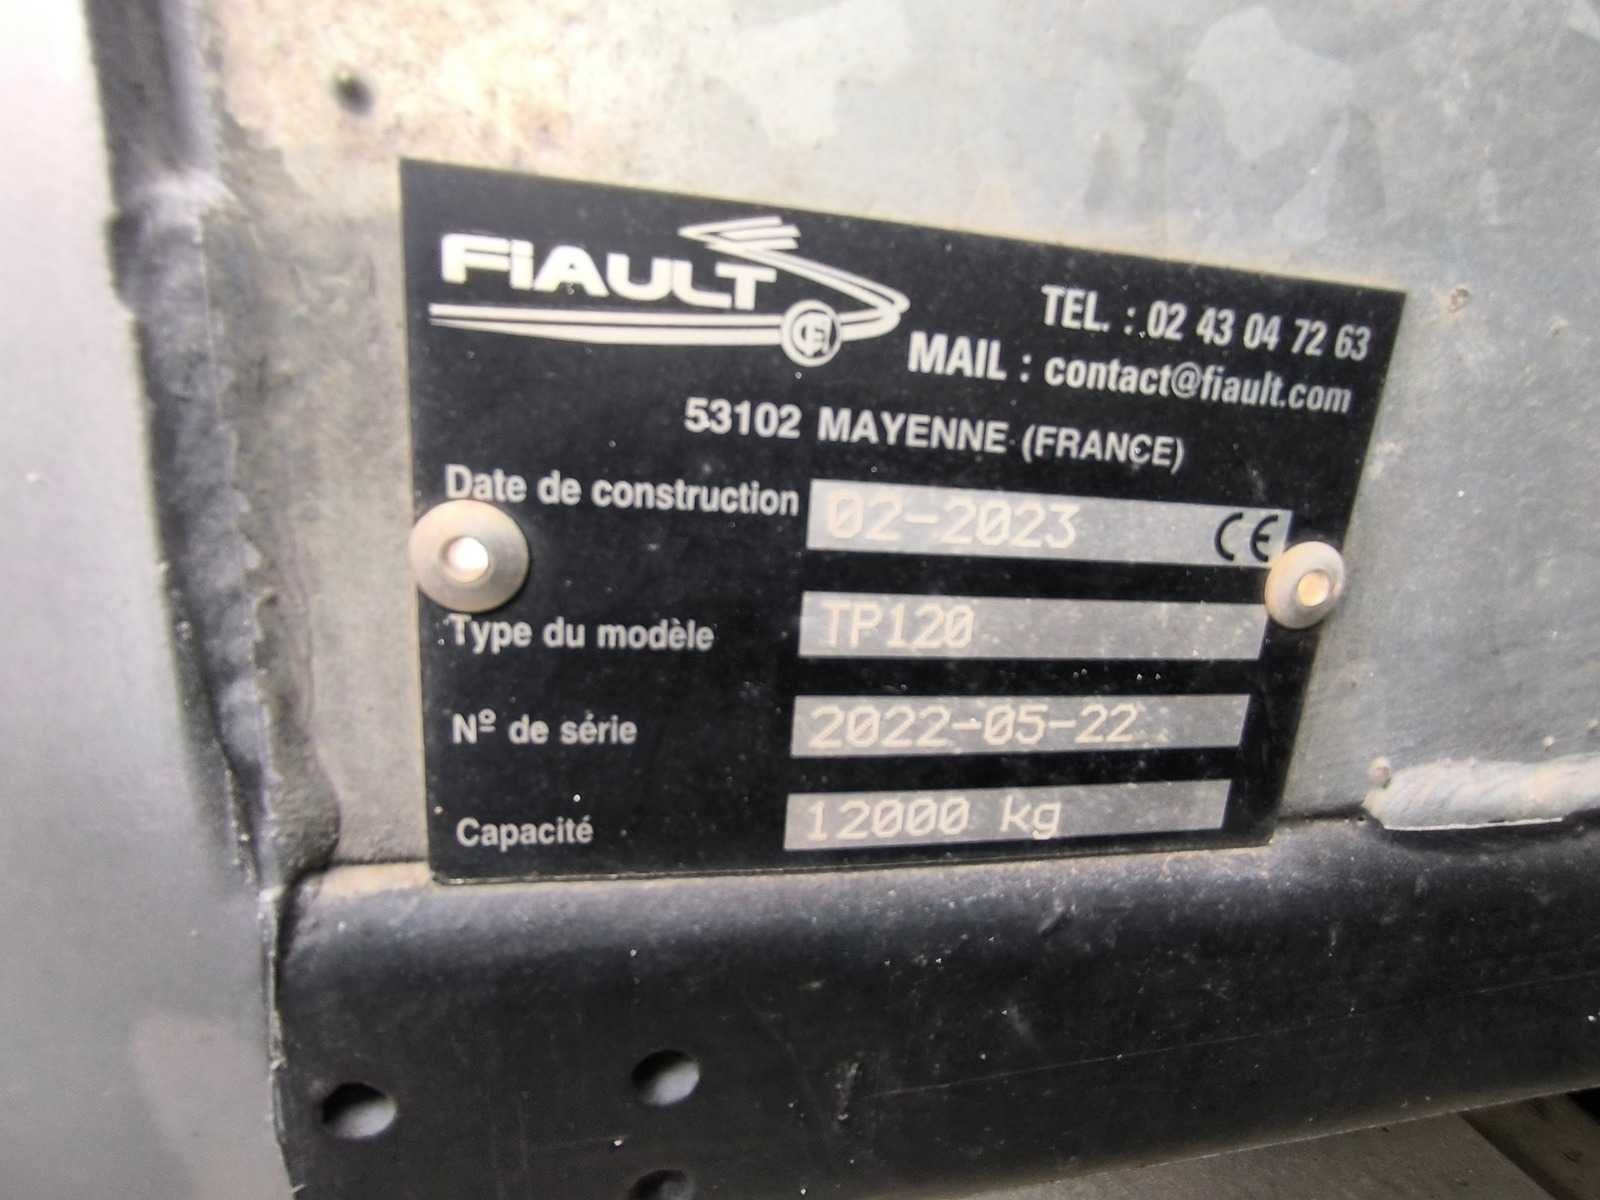 FiAULT
TEL. : 02 43 04 72 63
MAIL : contact@fiault.com
53102 MAYENNE (FRANCE)
Date de construction 02-2023 CE
Type du modèle TP120
Nº de série 2022-05-22
Capacité 12000 kg